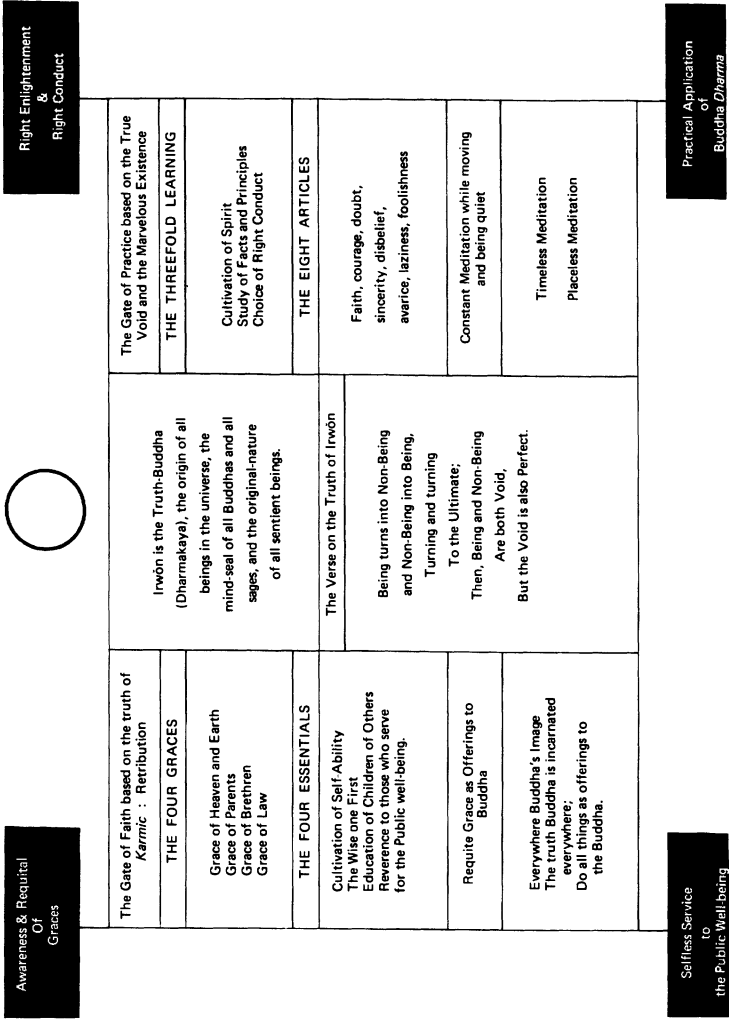 Awareness & Requital
Of
Graces
Right Enlightenment
&
Right Conduct
The Gate of Faith based on the truth of
Karmic : Retribution
THE FOUR GRACES
Grace of Heaven and Earth
Grace of Parents
Grace of Brethren
Grace of Law
THE FOUR ESSENTIALS
Cultivation of Self-Ability
The Wise one First
Education of Children of Others
Reverence to those who serve
for the Public well-being.
Requite Grace as Offerings to
Buddha
Everywhere Buddha's Image
The truth Buddha is incarnated
everywhere;
Do all things as offerings to
the Buddha.
Irwŏn is the Truth-Buddha
(Dharmakaya), the origin of all
beings in the universe, the
mind-seal of all Buddhas and all
sages, and the original-nature
of all sentient beings.
The Verse on the Truth of Irwŏn
Being turns into Non-Being
and Non-Being into Being,
Turning and turning
To the Ultimate;
Then, Being and Non-Being
Are both Void,
But the Void is also Perfect.
The Gate of Practice based on the True
Void and the Marvelous Existence
THE THREEFOLD LEARNING
Cultivation of Spirit
Study of Facts and Principles
Choice of Right Conduct
THE EIGHT ARTICLES
Faith, courage, doubt,
sincerity, disbelief,
avarice, laziness, foolishness
Constant Meditation while moving
and being quiet
Timeless Meditation
Placeless Meditation
Selfless Service
to
the Public Well-being
Practical Application
of
Buddha Dharma